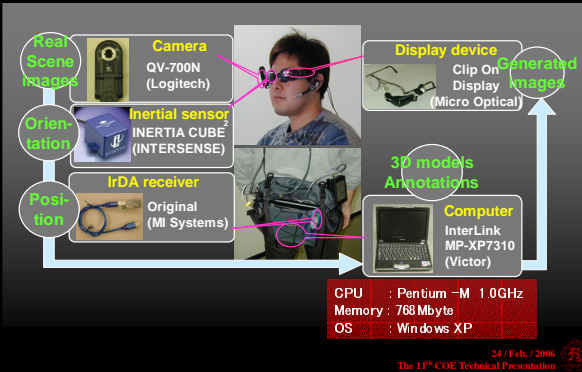 Real
Scene
images
Camera
QV-700N
(Logitech)
Display device
Clip On
Display
(Micro Optical)
Generated
images
Orien-
tation
Inertial sensor
INERTIA CUBE2
(INTERSENSE)
3D models
Annotations
Posi-
tion
IrDA receiver
Original
(MI Systems)
Computer
InterLink
MP-XP7310
(Victor)
CPU : Pentium -M 1.0GHz
Memory : 768 Mbyte
OS : Windows XP
24 / Feb. / 2006
The 11th COE Technical Presentation